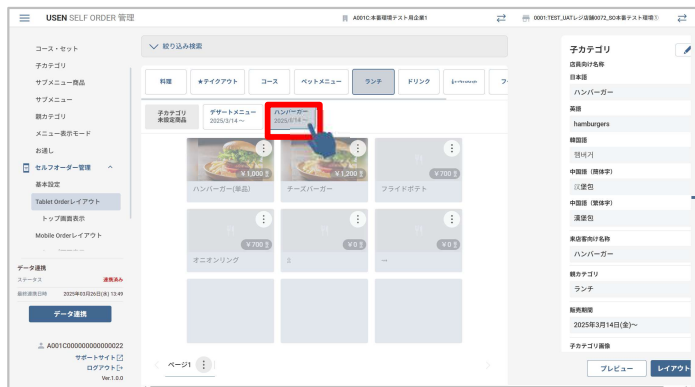 USEN SELF ORDER 管理
A001C:本番環境テスト用企業1
0001:TEST_UATレジ店舗0072_SO本番テスト環境
コース・セット
子カテゴリ
サブメニュー商品
サブメニュー
親カテゴリ
メニュー表示モード
お通し
セルフオーダー管理
基本設定
Tablet Orderレイアウト
トップ画面表示
Mobile Orderレイアウト
データ連携
ステータス 連携済み
最終連携日時 2025年03月26日(水) 13:49
データ連携
A001C000000000000022
サポートサイト
ログアウト
Ver.1.0.0
絞り込み検索
料理
★テイクアウト
コース
ペットメニュー
ランチ
ドリンク
子カテゴリ
未設定商品
デザートメニュー
2025/3/14～
ハンバーガー
2025/3/14～
¥1,000
ハンバーガー(単品)
¥1,200
チーズバーガー
¥700
フライドポテト
¥700
オニオンリング
¥0
¥0
ページ1
子カテゴリ
店員向け名称
日本語
ハンバーガー
英語
hamburgers
韓国語
햄버거
中国語（簡体字）
汉堡包
中国語（繁体字）
漢堡包
来店客向け名称
ハンバーガー
親カテゴリ
ランチ
販売期間
2025年3月14日(金)～
子カテゴリ画像
プレビュー
レイアウト